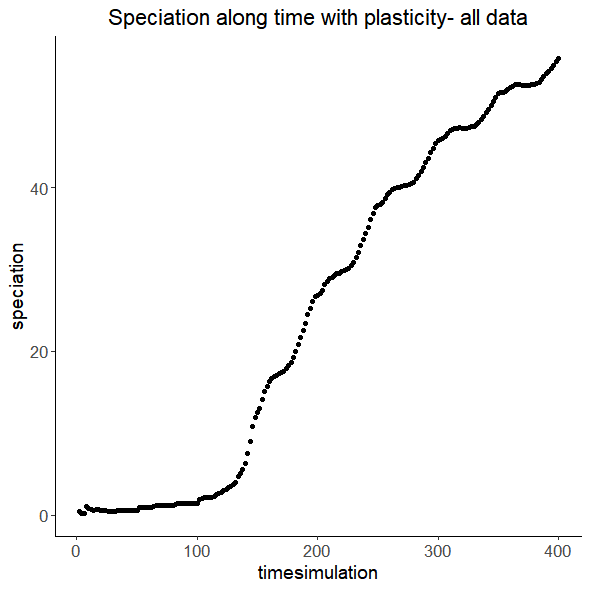 Speciation along time with plasticity- all data
speciation
40
20
0
0 100 200 300 400
timesimulation